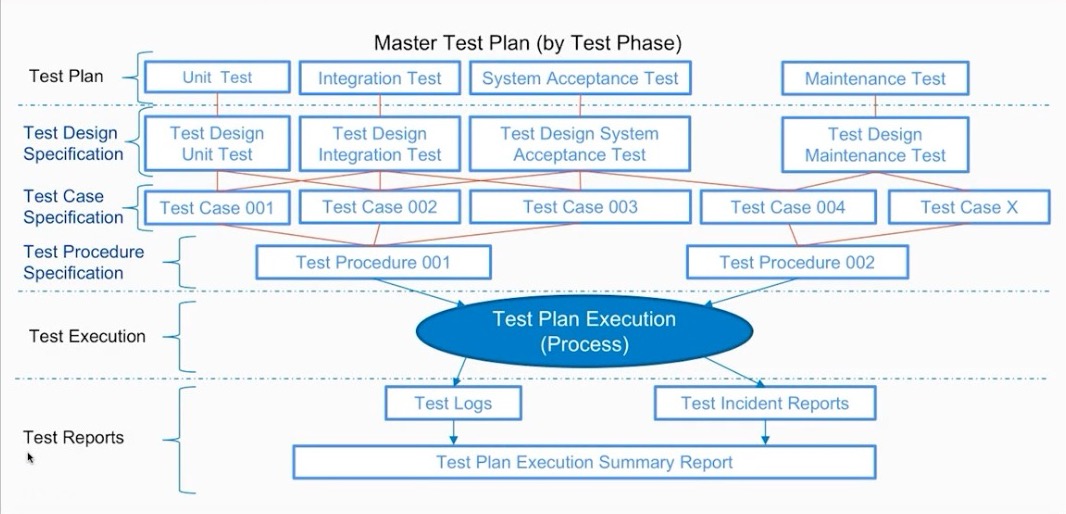 Master Test Plan (by Test Phase)
Test Plan
Unit Test
Integration Test
System Acceptance Test
Maintenance Test
Test Design
Specification
Test Design
Unit Test
Test Design
Integration Test
Test Design System
Acceptance Test
Test Design
Maintenance Test
Test Case
Specification
Test Case 001
Test Case 002
Test Case 003
Test Case 004
Test Case X
Test Procedure
Specification
Test Procedure 001
Test Procedure 002
Test Execution
Test Plan Execution
(Process)
Test Reports
Test Logs
Test Incident Reports
Test Plan Execution Summary Report